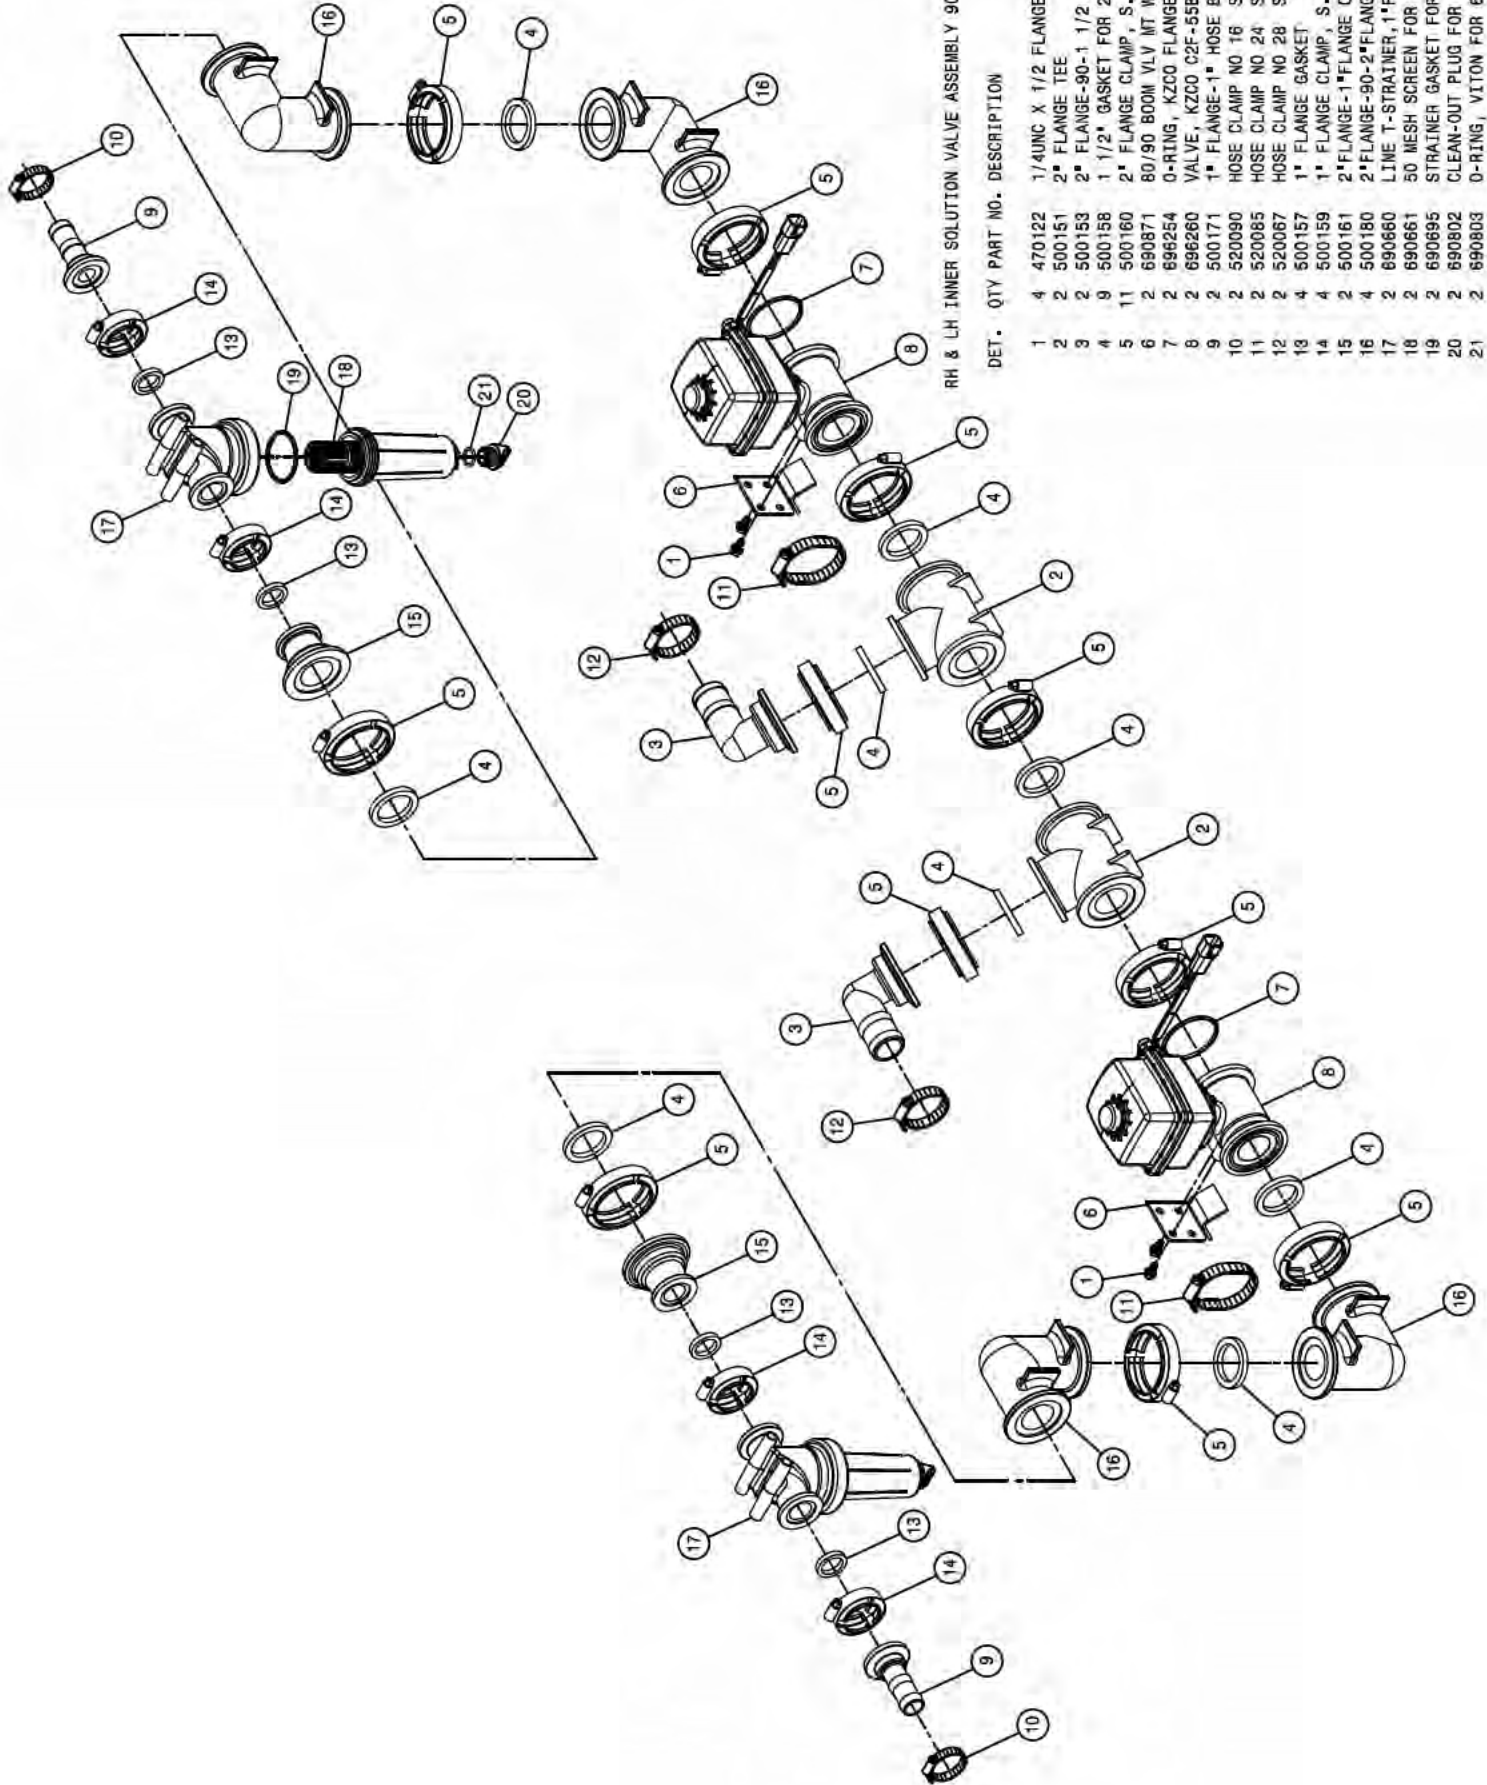 RH & LH INNER SOLUTION VALVE ASSEMBLY 90
DET. QTY PART NO. DESCRIPTION
1 4 470122 1/4UNC X 1/2 FLANGE
2 2 500151 2" FLANGE TEE
3 2 500153 2" FLANGE-90-1 1/2
4 9 500158 1 1/2" GASKET FOR 2
5 11 500160 2" FLANGE CLAMP, S.
6 2 690871 80/90 BOOM VLV MT W
7 2 696254 O-RING, KZCO FLANGE
8 2 696260 VALVE, KZCO C2F-55B
9 2 500171 1" FLANGE-1" HOSE B
10 2 520090 HOSE CLAMP NO 16 S
11 2 520085 HOSE CLAMP NO 24 S
12 2 520067 HOSE CLAMP NO 28 S
13 4 500157 1" FLANGE GASKET
14 4 500159 1" FLANGE CLAMP, S.
15 2 500161 2"FLANGE-1"FLANGE C
16 4 500180 2"FLANGE-90-2"FLANG
17 2 690660 LINE T-STRAINER,1"F
18 2 690661 50 MESH SCREEN FOR
19 2 690695 STRAINER GASKET FOR
20 2 690802 CLEAN-OUT PLUG FOR
21 2 690803 O-RING, VITON FOR 6
10
9
14
13
17
19
18
21
20
14
13
15
5
4
16
5
4
16
5
7
8
5
6
1
11
4
2
12
3
5
4
5
4
2
3
5
4
12
5
7
8
6
1
11
4
5
16
4
5
16
4
5
15
13
14
17
13
14
9
10